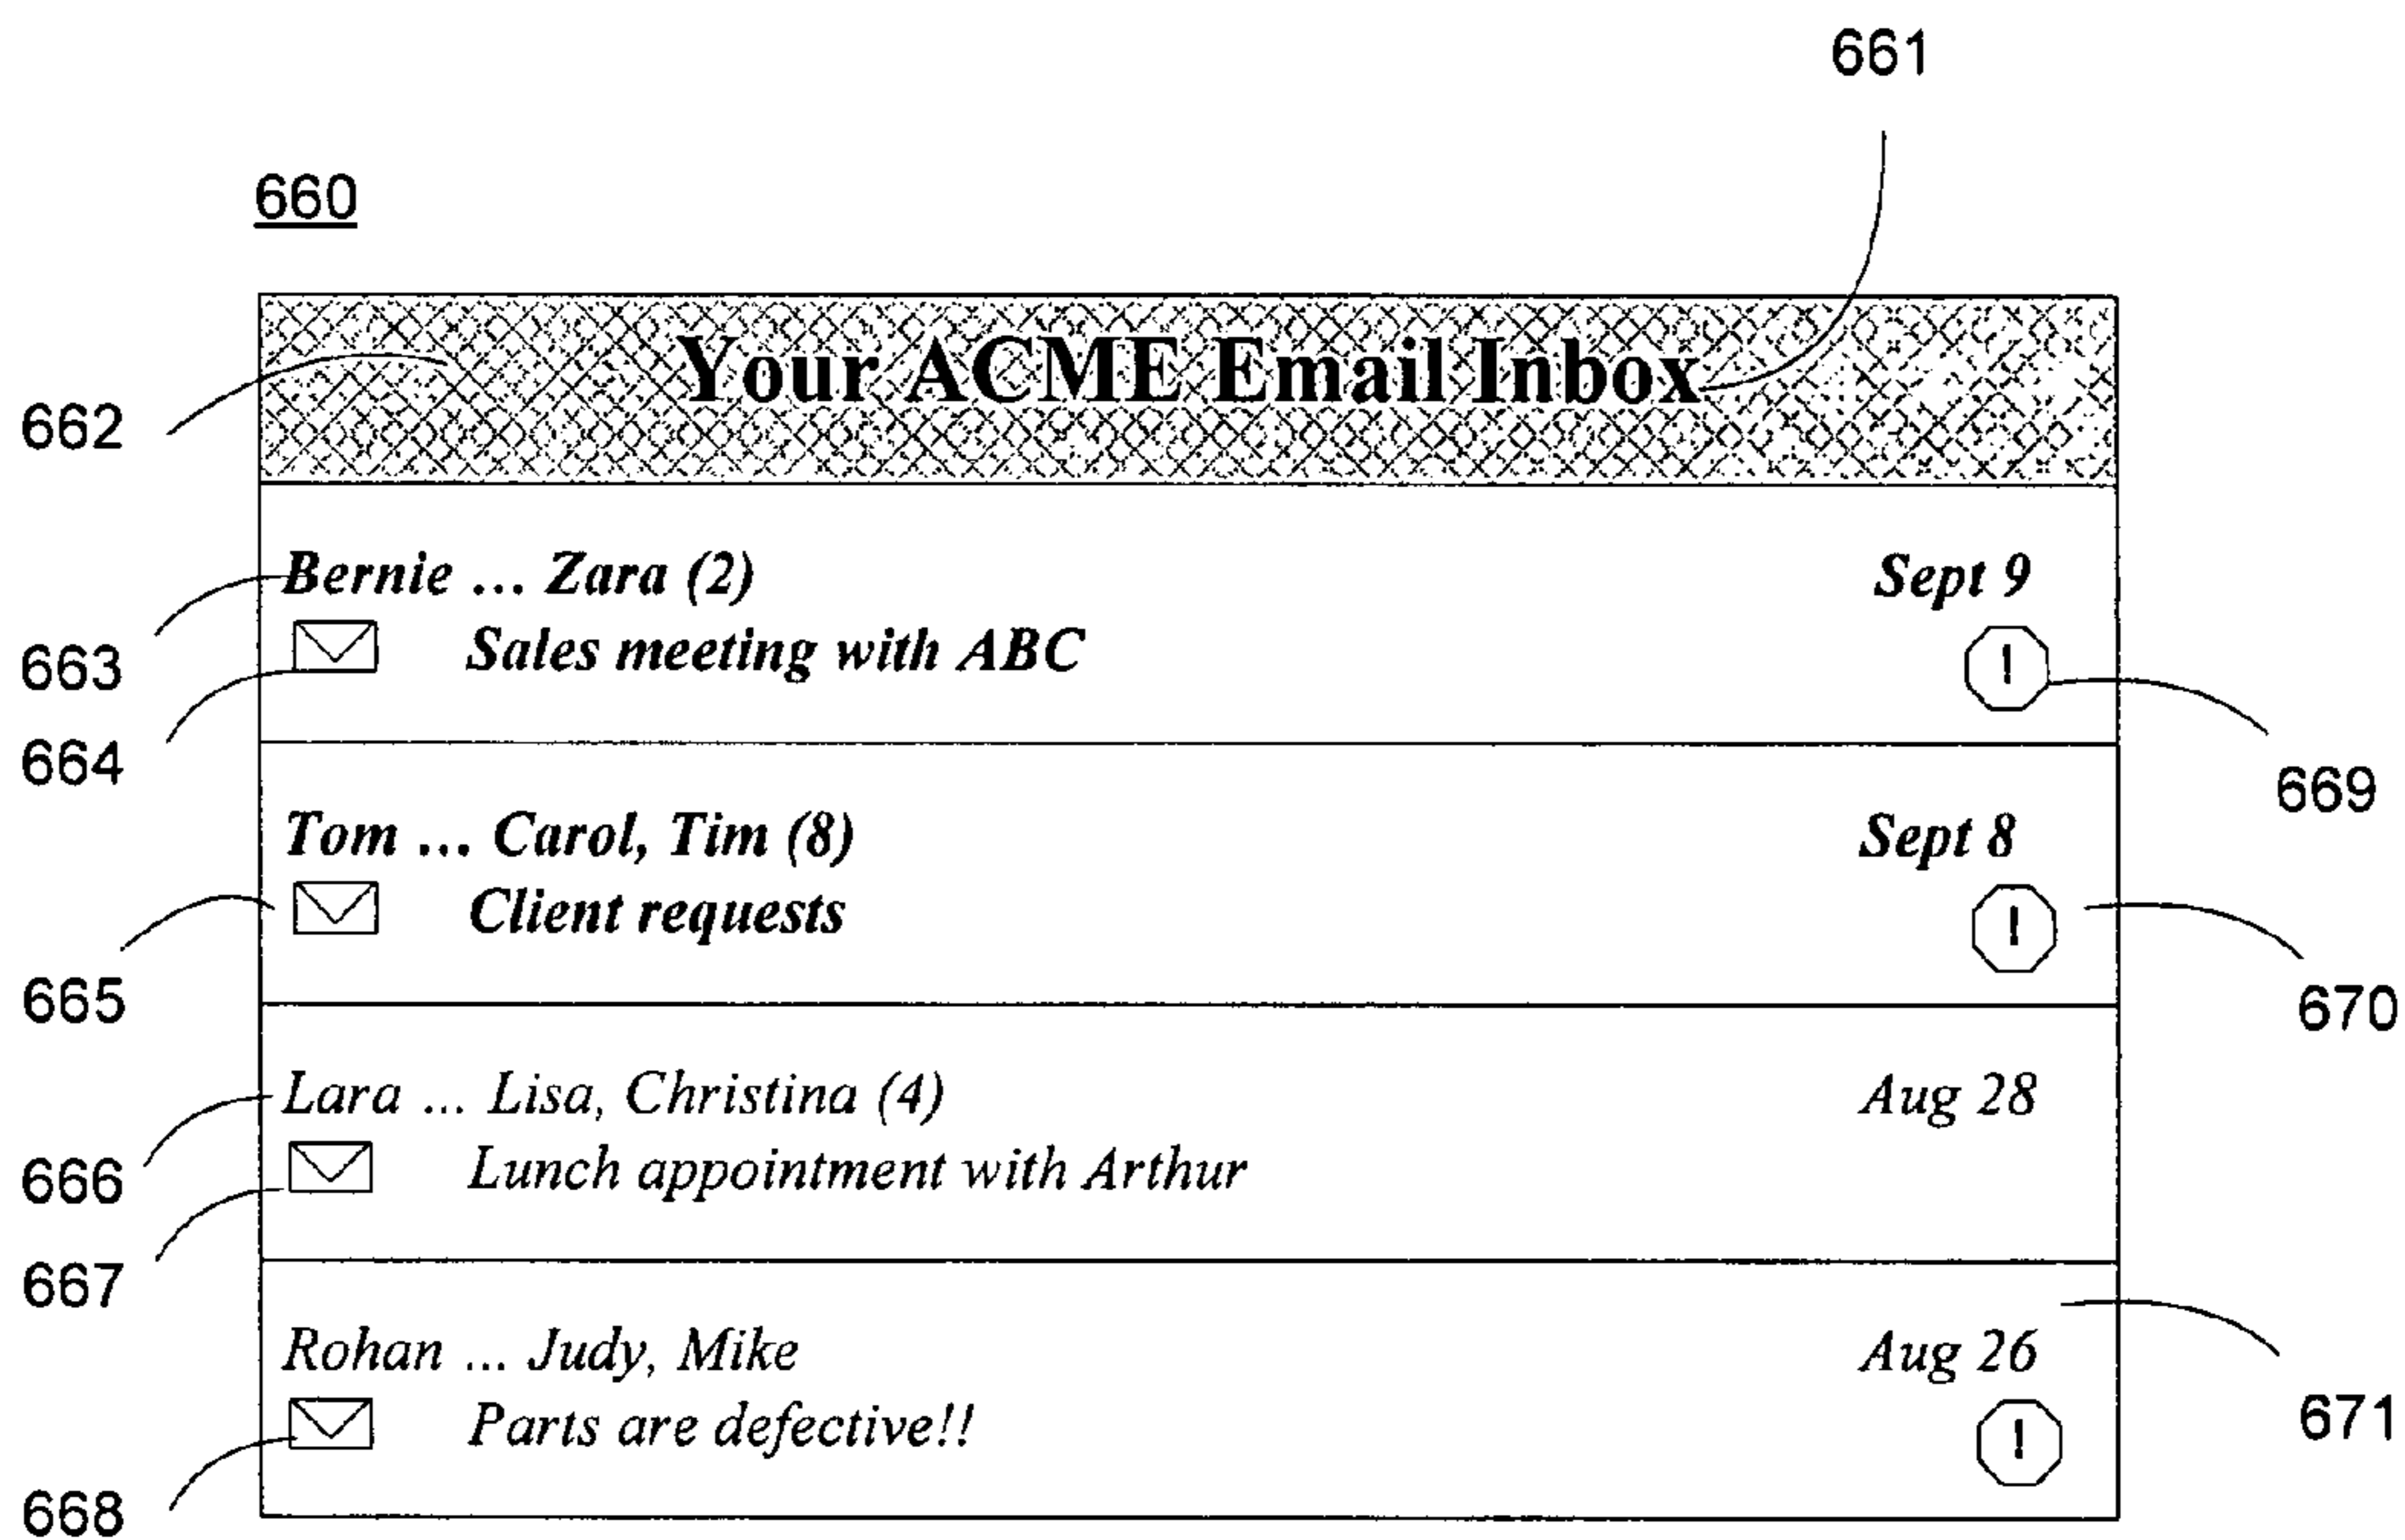 661
660
Your ACME Email Inbox
662
Bernie ... Zara (2) Sept 9
663
Sales meeting with ABC !
664
669
Tom ... Carol, Tim (8) Sept 8
Client requests !
665
670
Lara ... Lisa, Christina (4) Aug 28
666
Lunch appointment with Arthur
667
Rohan ... Judy, Mike Aug 26
671
Parts are defective!! !
668